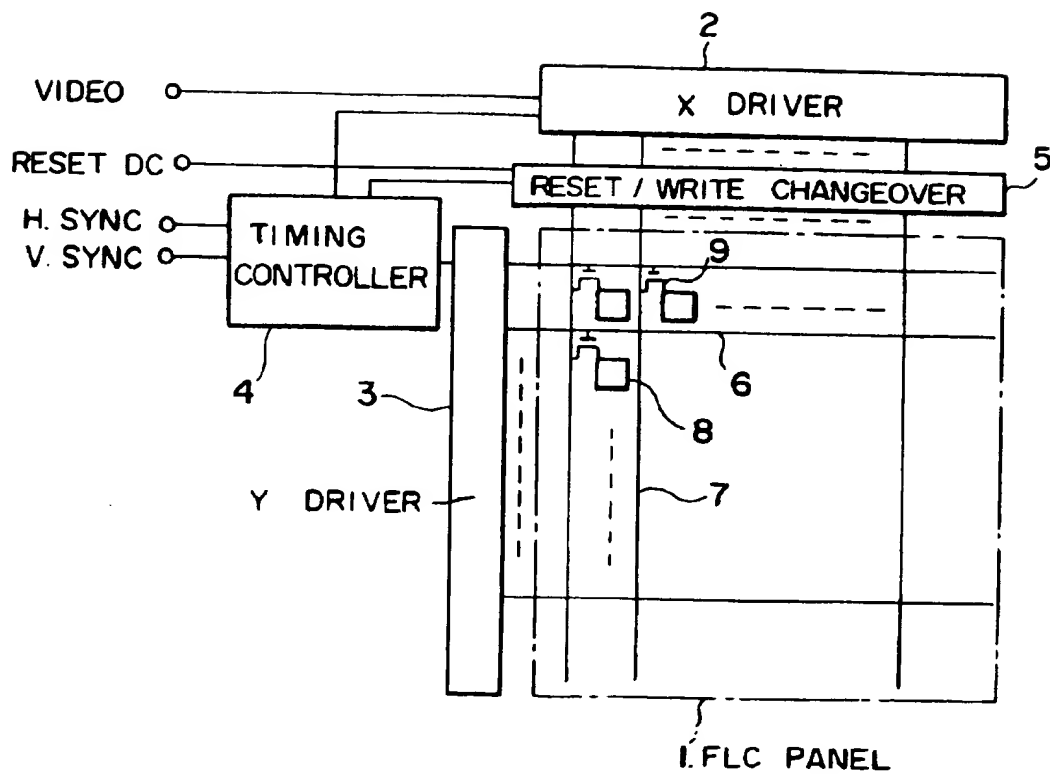 2
VIDEO
X DRIVER
RESET DC
5
RESET / WRITE CHANGEOVER
H. SYNC
V. SYNC
TIMING
CONTROLLER
9
4
3
6
8
Y DRIVER
7
1. FLC PANEL